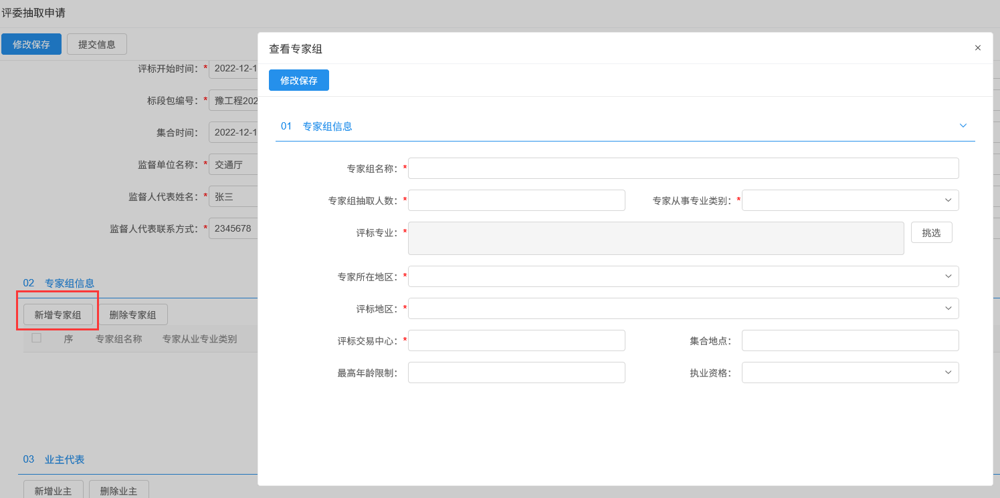 评委抽取申请
修改保存 提交信息
评标开始时间：* 2022-12-1
标段包编号：* 豫工程202
集合时间： 2022-12-1
监督单位名称：* 交通厅
监督人代表姓名：* 张三
监督人代表联系方式：* 2345678
02 专家组信息
新增专家组 删除专家组
序 专家组名称 专家从业专业类别
03 业主代表
新增业主 删除业主
查看专家组 ×
修改保存
01 专家组信息
专家组名称：*
专家组抽取人数：* 专家从事专业类别：*
评标专业：* 挑选
专家所在地区：*
评标地区：*
评标交易中心：* 集合地点：
最高年龄限制： 执业资格：